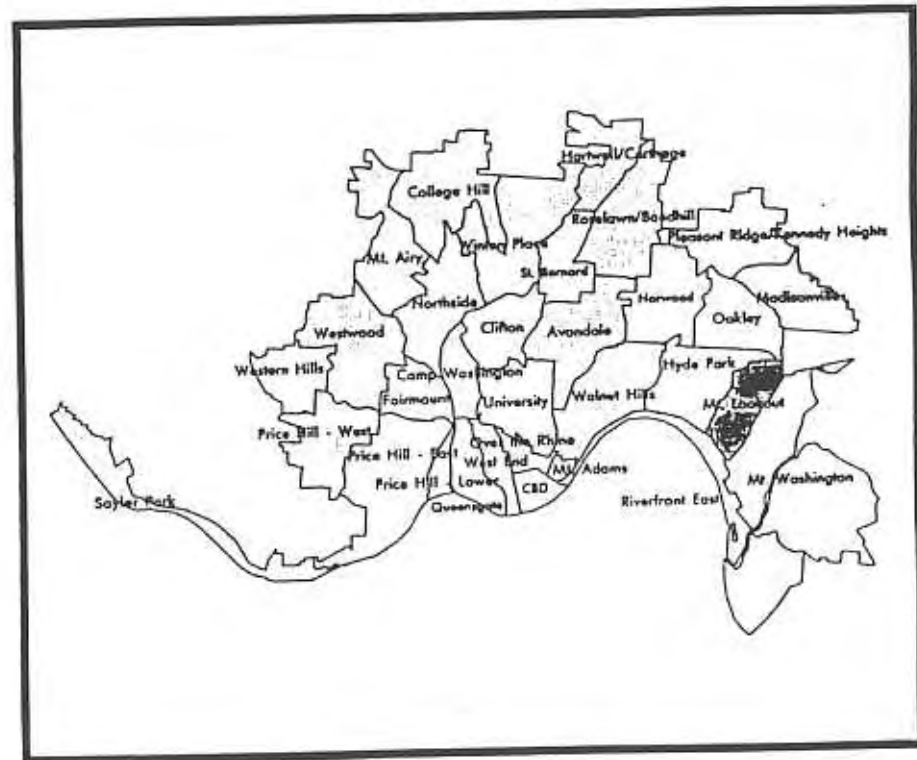 Hartwell/Carthage
College Hill
Roselawn/Bondhill
Pleasant Ridge/Kennedy Heights
Winton Place
Mt. Airy
St. Bernard
Northside
Norwood
Madisonville
Westwood
Clifton
Avondale
Oakley
Western Hills
Camp Washington
Hyde Park
Fairmount
University
Walnut Hills
Mt. Lookout
Price Hill - West
Over the Rhine
Price Hill - East
West End
Mt. Adams
Mt. Washington
Price Hill -
Lower
CBD
Sayler Park
Queensgate
Riverfront East